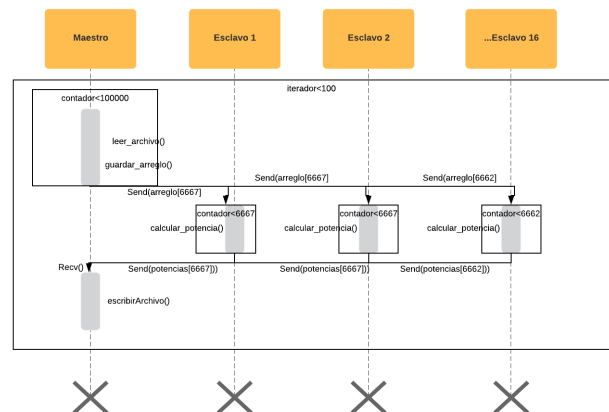 Maestro
Esclavo 1
Esclavo 2
...Esclavo 16
iterador<100
contador<100000
leer_archivo()
guardar_arreglo()
Send(arreglo[6667]
Send(arreglo[6667]
Send(arreglo[6662]
contador<6667
contador<6667
contador<6662
calcular_potencia()
calcular_potencia()
calcular_potencia()
Recv()
Send(potencias[6667]))
Send(potencias[6667]))
Send(potencias[6662]))
escribirArchivo()